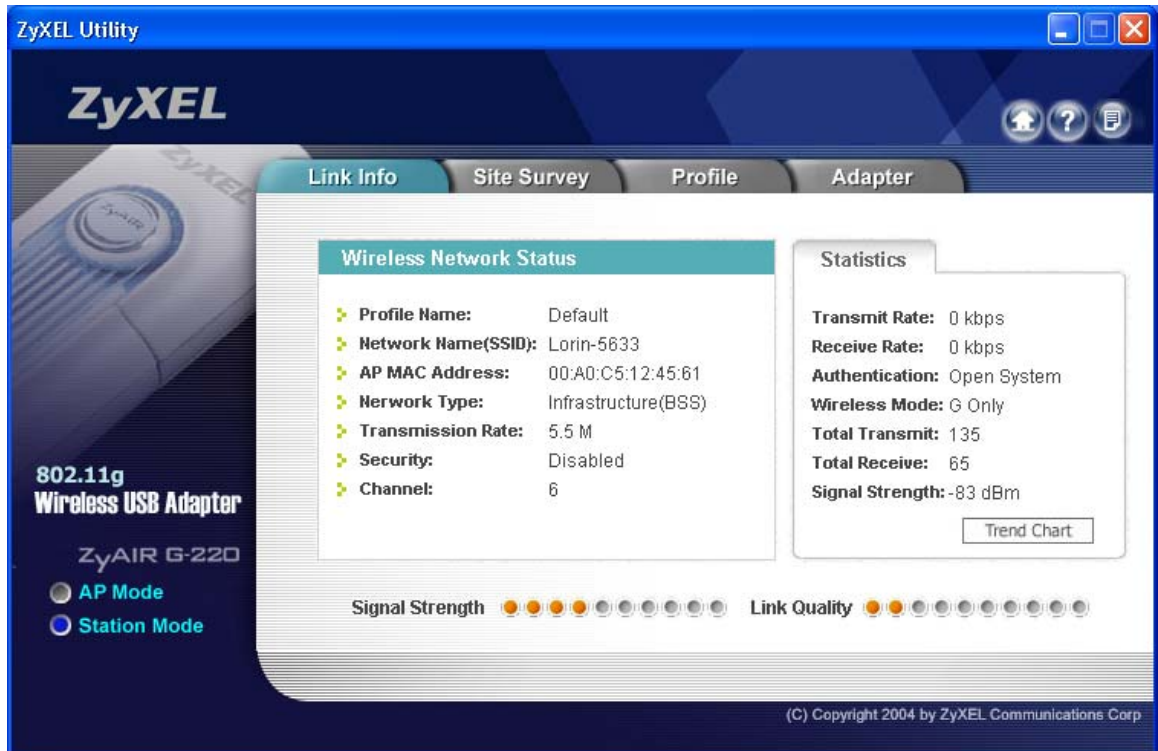 ZyXEL Utility
ZyXEL
?
ZyXEL
ZyAIR
Link Info
Site Survey
Profile
Adapter
Wireless Network Status
Profile Name: Default
Network Name(SSID): Lorin-5633
AP MAC Address: 00:A0:C5:12:45:61
Nerwork Type: Infrastructure(BSS)
Transmission Rate: 5.5 M
Security: Disabled
Channel: 6
Statistics
Transmit Rate: 0 kbps
Receive Rate: 0 kbps
Authentication: Open System
Wireless Mode: G Only
Total Transmit: 135
Total Receive: 65
Signal Strength: -83 dBm
Trend Chart
802.11g
Wireless USB Adapter
ZyAIR G-220
AP Mode
Station Mode
Signal Strength
Link Quality
(C) Copyright 2004 by ZyXEL Communications Corp